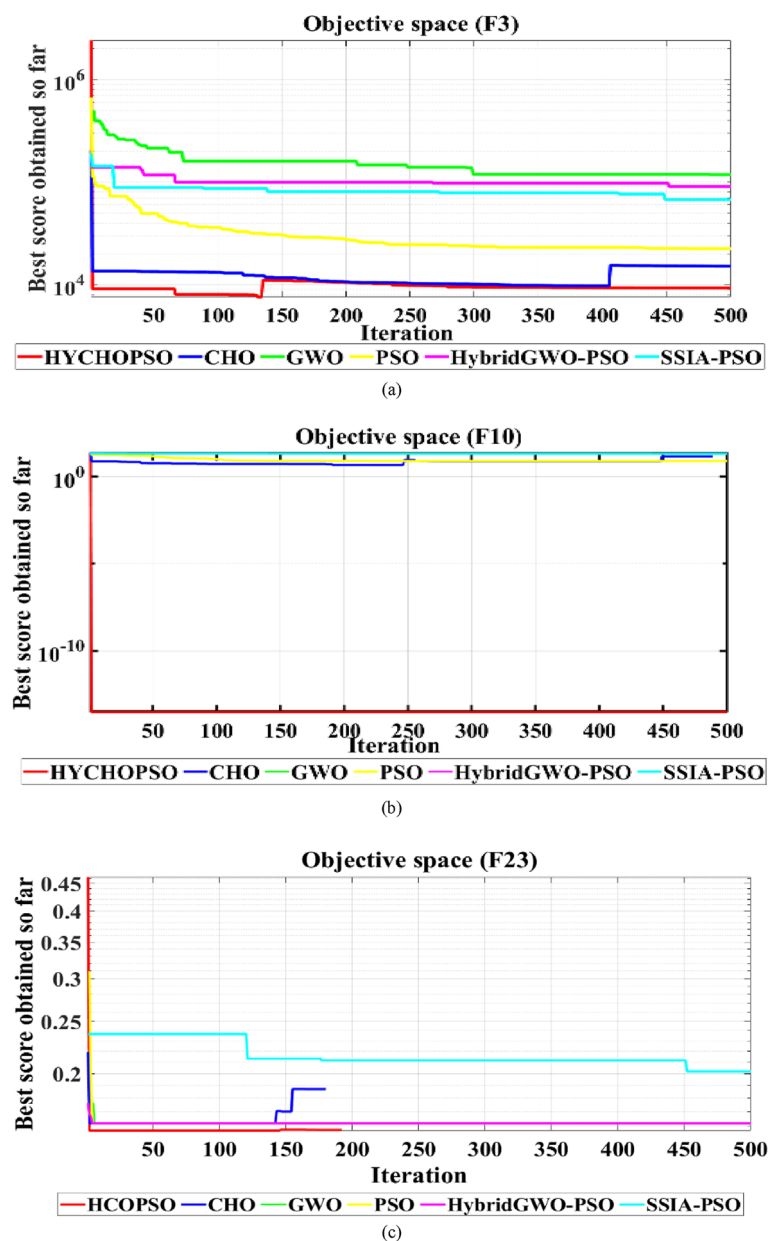 Objective space (F3)
Best score obtained so far
10^6
10^4
50 100 150 200 250 300 350 400 450 500
Iteration
HYCHOPSO CHO GWO PSO HybridGWO-PSO SSIA-PSO
(a)
Objective space (F10)
Best score obtained so far
10^0
10^-10
50 100 150 200 250 300 350 400 450 500
Iteration
HYCHOPSO CHO GWO PSO HybridGWO-PSO SSIA-PSO
(b)
Objective space (F23)
Best score obtained so far
0.45
0.4
0.35
0.3
0.25
0.2
50 100 150 200 250 300 350 400 450 500
Iteration
HCOPSO CHO GWO PSO HybridGWO-PSO SSIA-PSO
(c)